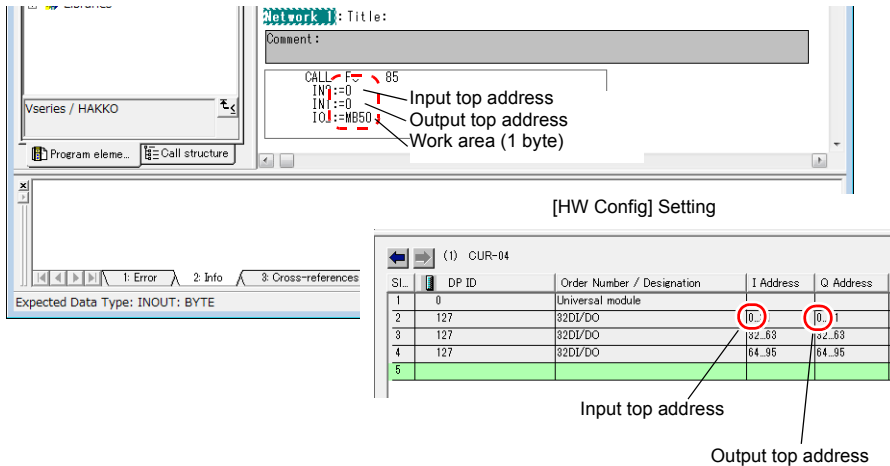 Libraries
Vseries / HAKKO
Program eleme...
Call structure
Network 1: Title:
Comment:
CALL 85
:=0
:=0
:=MB50
Input top address
Output top address
Work area (1 byte)
1: Error
2: Info
3: Cross-references
Expected Data Type: INOUT: BYTE
[HW Config] Setting
(1) CUR-04
Sl... DP ID Order Number / Designation I Address Q Address
1 0 Universal module
2 127 32DI/DO 0... 0...
3 127 32DI/DO 32...63 32...63
4 127 32DI/DO 64...95 64...95
5
Input top address
Output top address